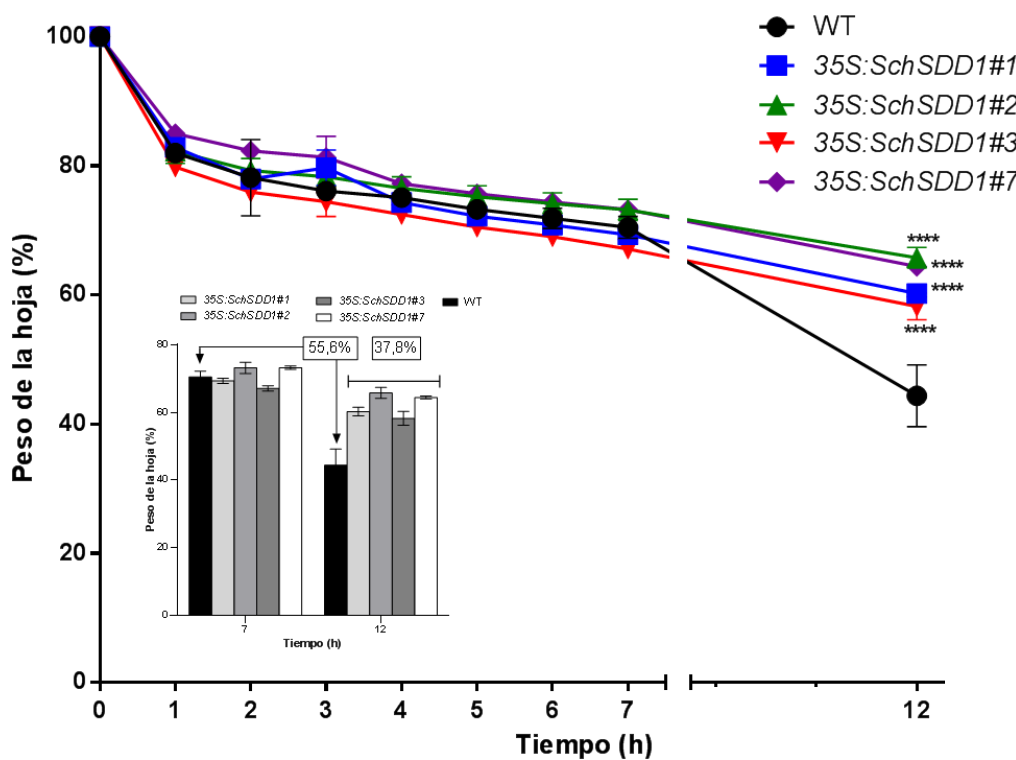 WT
35S:SchSDD1#1
35S:SchSDD1#2
35S:SchSDD1#3
35S:SchSDD1#7
Peso de la hoja (%)
100
80
60
40
20
0
****
****
****
****
35S:SchSDD1#1
35S:SchSDD1#3
WT
35S:SchSDD1#2
35S:SchSDD1#7
55,6%
37,8%
Peso de la hoja (%)
80
60
40
20
0
7
12
Tiempo (h)
0 1 2 3 4 5 6 7 12
Tiempo (h)